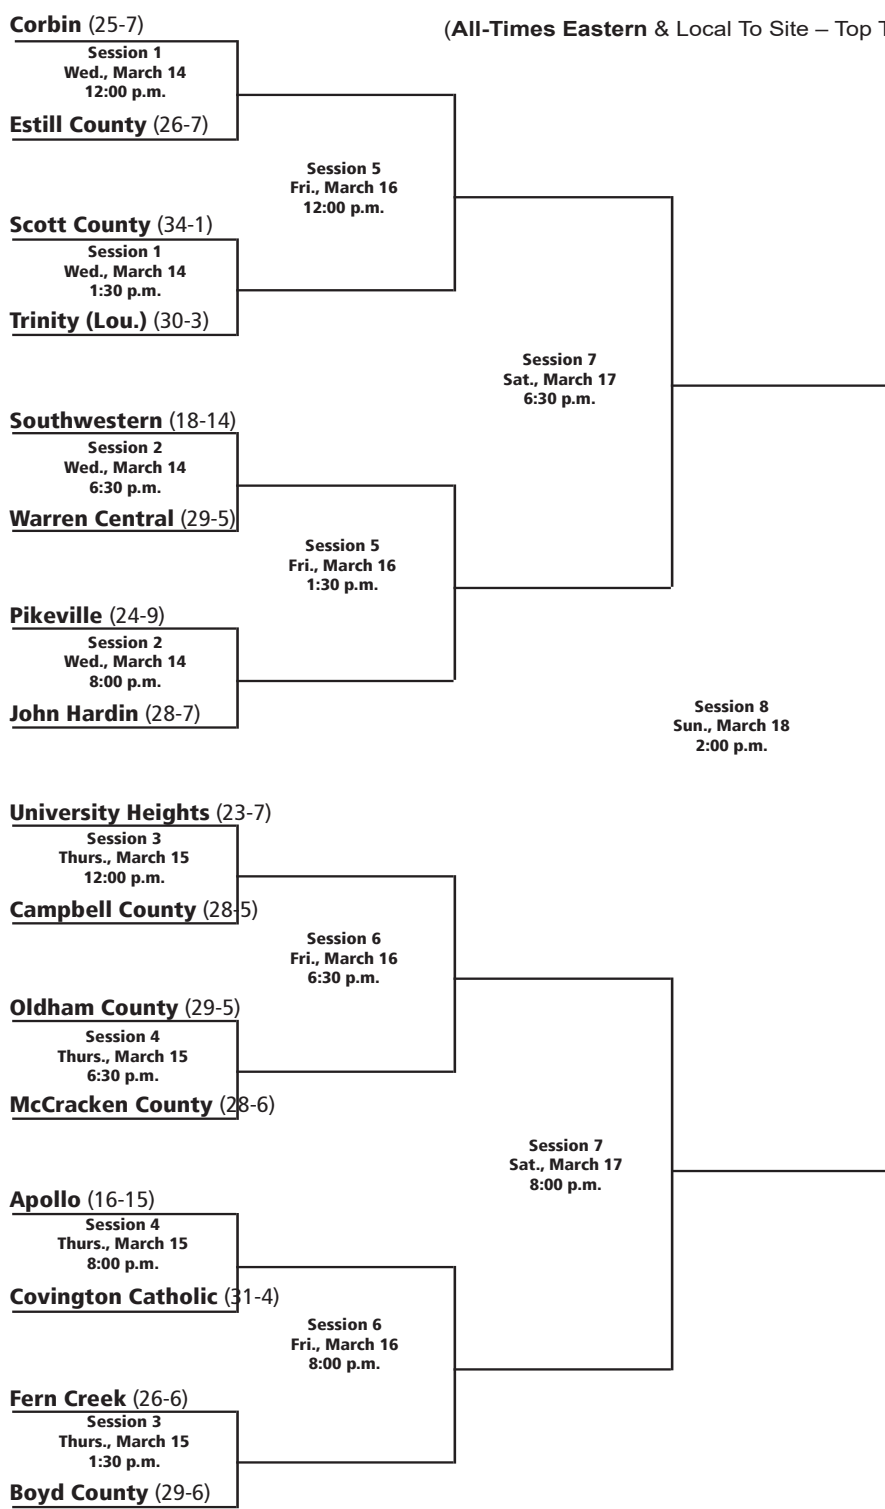 Corbin (25-7)
(All-Times Eastern & Local To Site – Top
Session 1
Wed., March 14
12:00 p.m.
Estill County (26-7)
Session 5
Fri., March 16
12:00 p.m.
Scott County (34-1)
Session 1
Wed., March 14
1:30 p.m.
Trinity (Lou.) (30-3)
Session 7
Sat., March 17
6:30 p.m.
Southwestern (18-14)
Session 2
Wed., March 14
6:30 p.m.
Warren Central (29-5)
Session 5
Fri., March 16
1:30 p.m.
Pikeville (24-9)
Session 2
Wed., March 14
8:00 p.m.
John Hardin (28-7)
Session 8
Sun., March 18
2:00 p.m.
University Heights (23-7)
Session 3
Thurs., March 15
12:00 p.m.
Campbell County (28-5)
Session 6
Fri., March 16
6:30 p.m.
Oldham County (29-5)
Session 4
Thurs., March 15
6:30 p.m.
McCracken County (28-6)
Session 7
Sat., March 17
8:00 p.m.
Apollo (16-15)
Session 4
Thurs., March 15
8:00 p.m.
Covington Catholic (31-4)
Session 6
Fri., March 16
8:00 p.m.
Fern Creek (26-6)
Session 3
Thurs., March 15
1:30 p.m.
Boyd County (29-6)